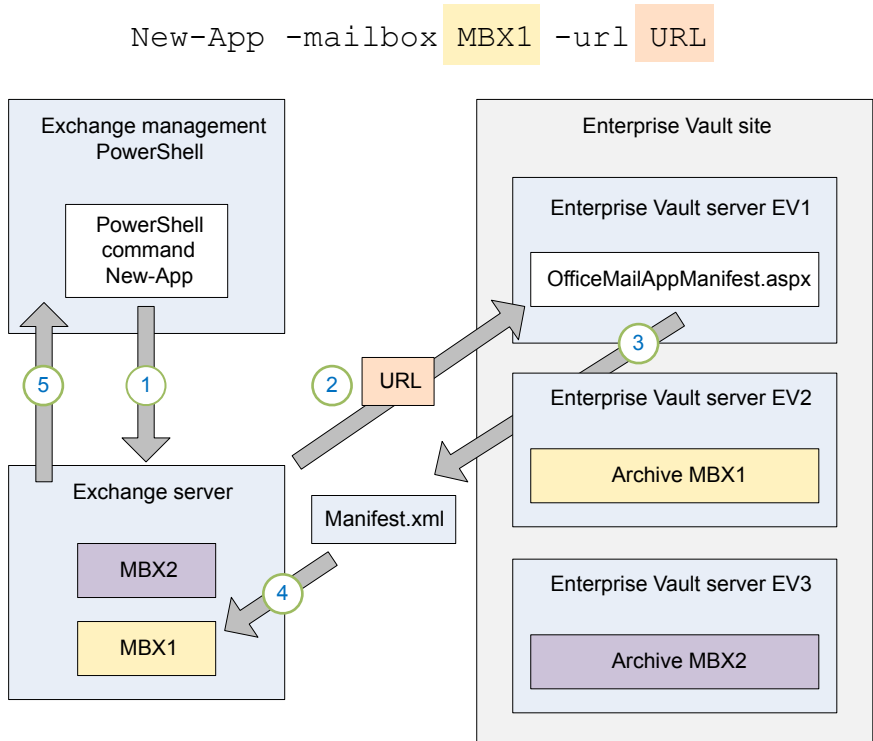 New-App -mailbox MBX1 -url URL
Exchange management
PowerShell
PowerShell
command
New-App
Enterprise Vault site
Enterprise Vault server EV1
OfficeMailAppManifest.aspx
5
1
2
URL
3
Enterprise Vault server EV2
Archive MBX1
Exchange server
MBX2
MBX1
Manifest.xml
4
Enterprise Vault server EV3
Archive MBX2